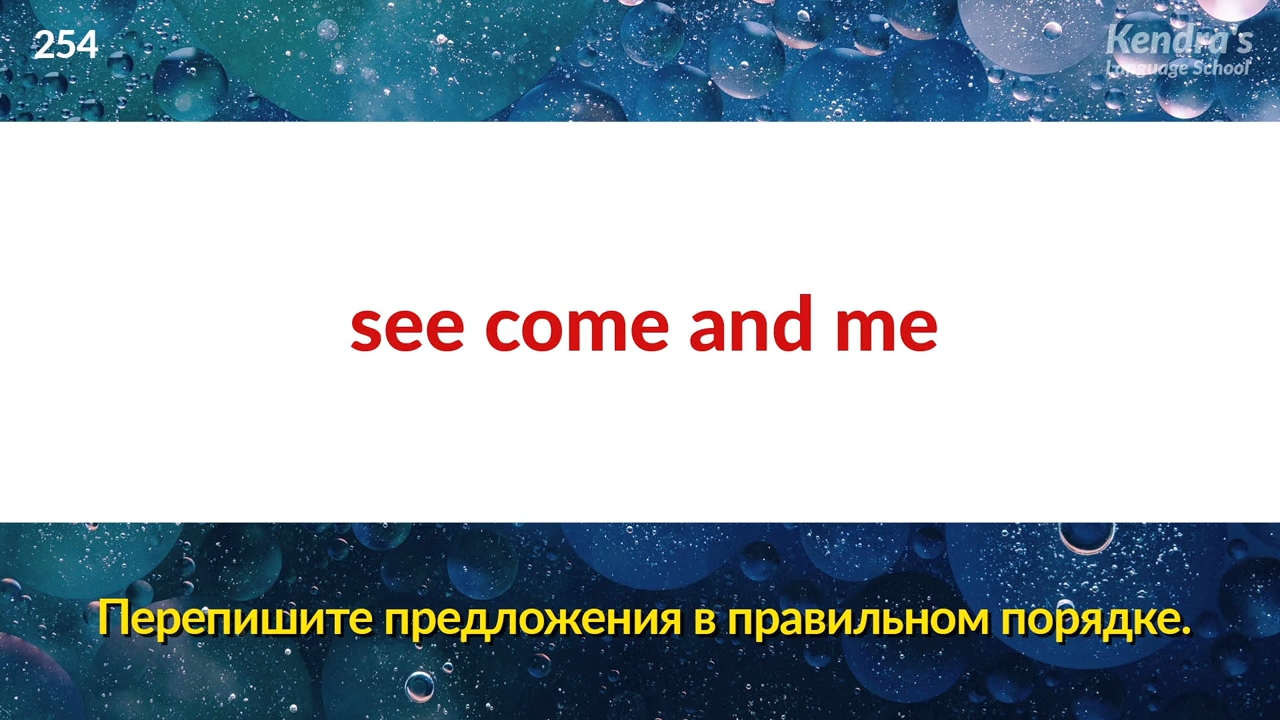 254
Kendra's
Language School
see come and me
Перепишите предложения в правильном порядке.